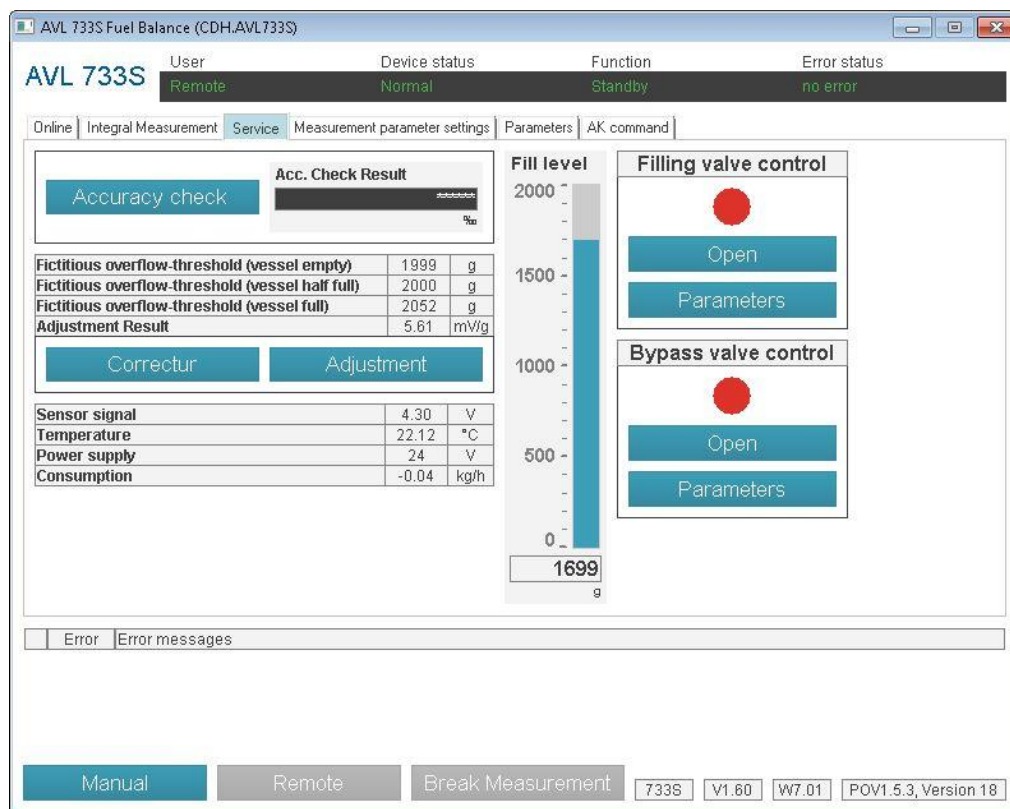 AVL 733S Fuel Balance (CDH.AVL733S)
AVL 733S
User Device status Function Error status
Remote Normal Standby no error
Online Integral Measurement Service Measurement parameter settings Parameters AK command
Accuracy check
Acc. Check Result
******
‰
Fictitious overflow-threshold (vessel empty) 1999 g
Fictitious overflow-threshold (vessel half full) 2000 g
Fictitious overflow-threshold (vessel full) 2052 g
Adjustment Result 5.61 mV/g
Correctur Adjustment
Sensor signal 4.30 V
Temperature 22.12 °C
Power supply 24 V
Consumption -0.04 kg/h
Fill level
2000
1500
1000
500
0
1699
g
Filling valve control
Open
Parameters
Bypass valve control
Open
Parameters
Error Error messages
Manual Remote Break Measurement 733S V1.60 W7.01 POV1.5.3, Version 18